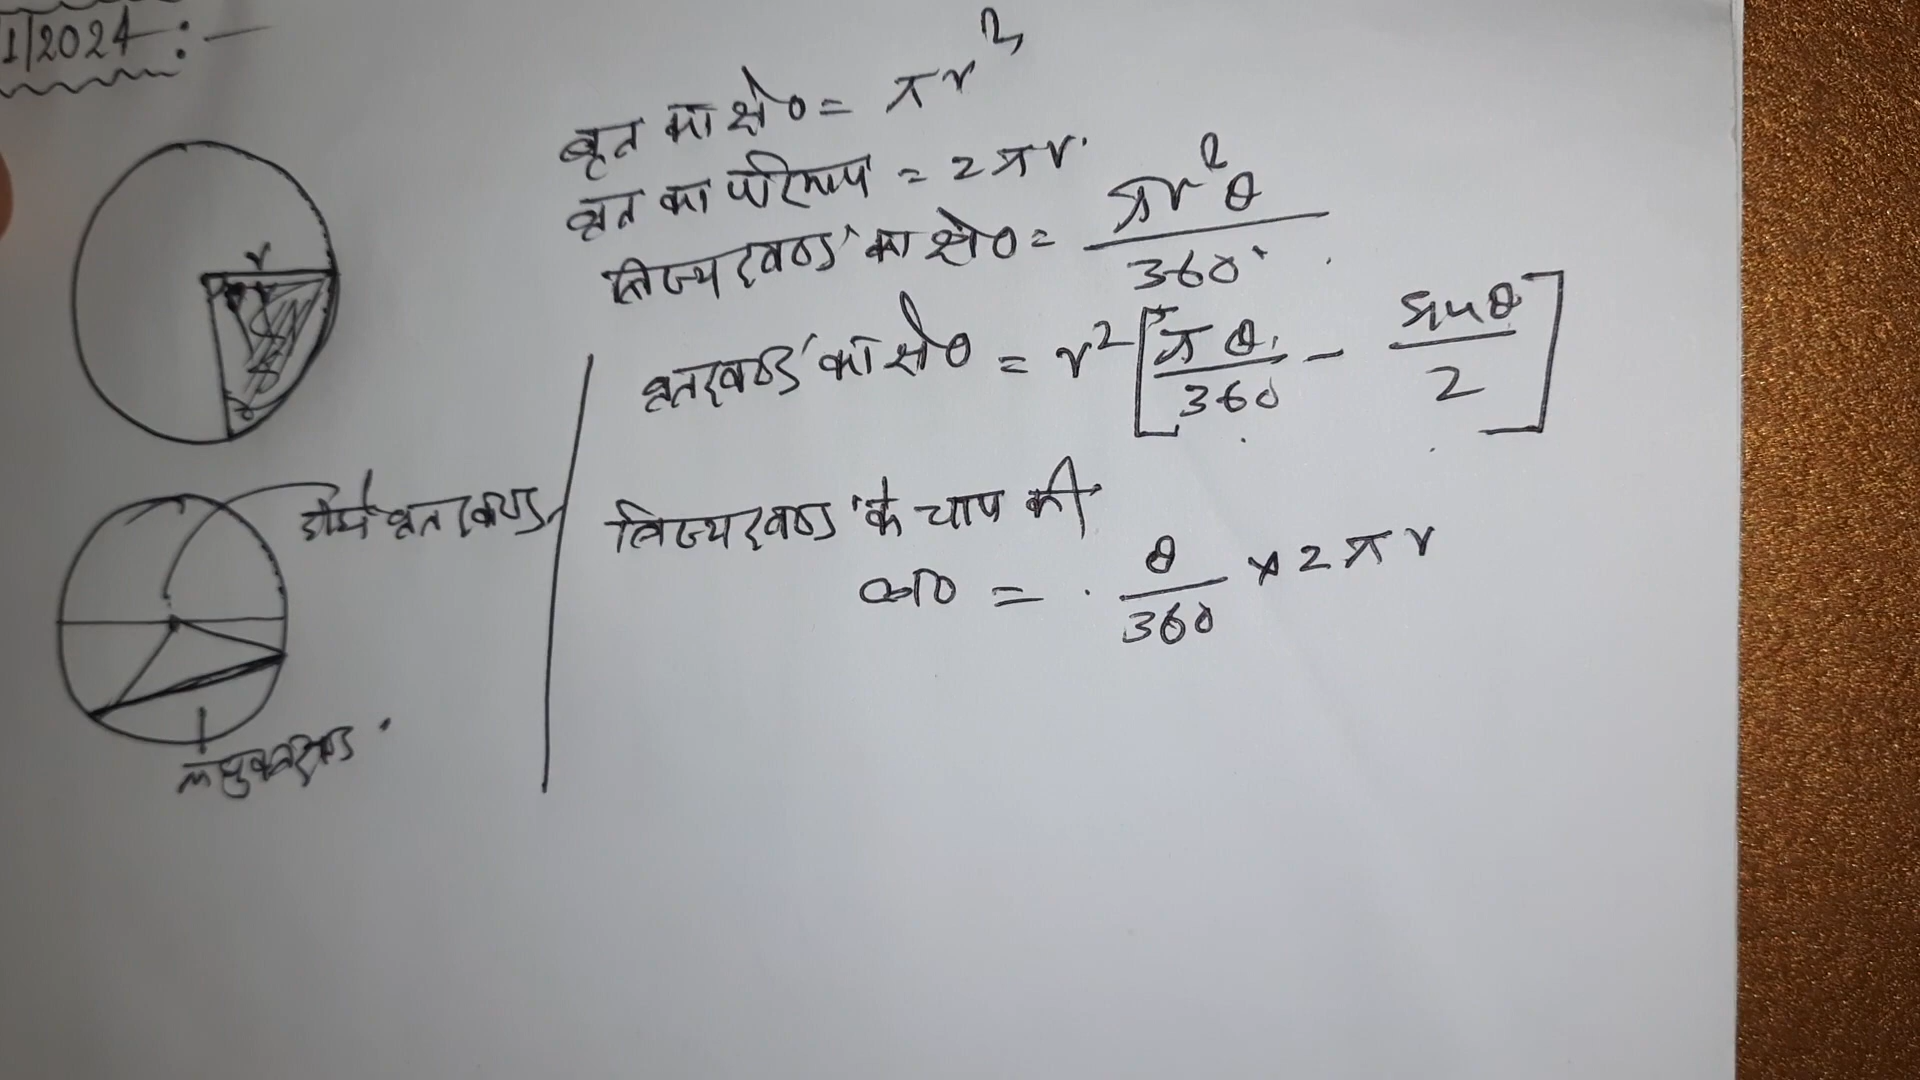 1/2024 :-
वृत का क्षे० = πr²
वृत का परिमाप = 2πr
त्रिज्यखण्ड का क्षे० = πr²θ / 360°
r
θ
वृतखण्ड का क्षे० = r² [πθ / 360 - sinθ / 2]
दीर्घ वृतखण्ड
त्रिज्यखण्ड के चाप की
ल० = θ / 360 × 2πr
लघु वृतखण्ड